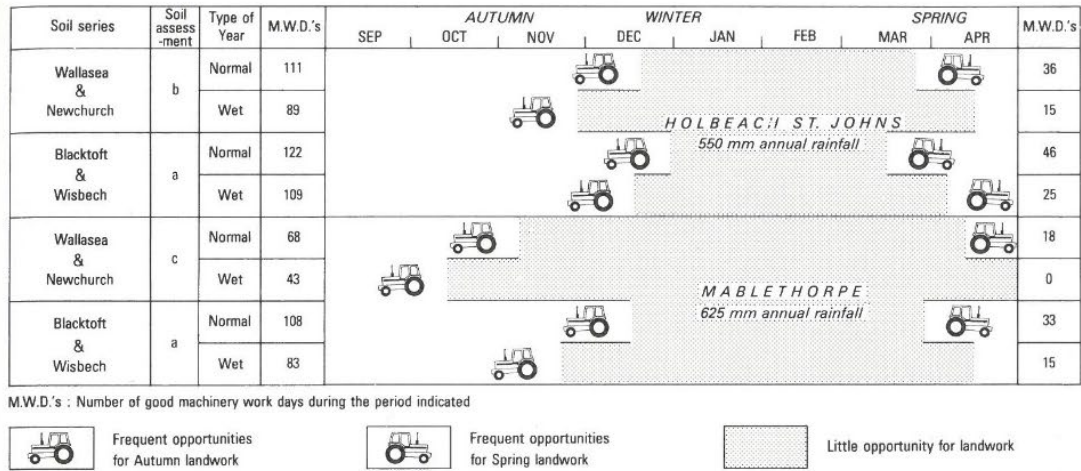 Soil series Soil assess -ment Type of Year M.W.D.'s AUTUMN WINTER SPRING M.W.D.'s
SEP OCT NOV DEC JAN FEB MAR APR
Wallasea & Newchurch b Normal 111 36
Wet 89 15
HOLBEACH ST. JOHNS
550 mm annual rainfall
Blacktoft & Wisbech a Normal 122 46
Wet 109 25
Wallasea & Newchurch c Normal 68 18
Wet 43 0
MABLETHORPE
625 mm annual rainfall
Blacktoft & Wisbech a Normal 108 33
Wet 83 15
M.W.D.'s : Number of good machinery work days during the period indicated
Frequent opportunities for Autumn landwork
Frequent opportunities for Spring landwork
Little opportunity for landwork